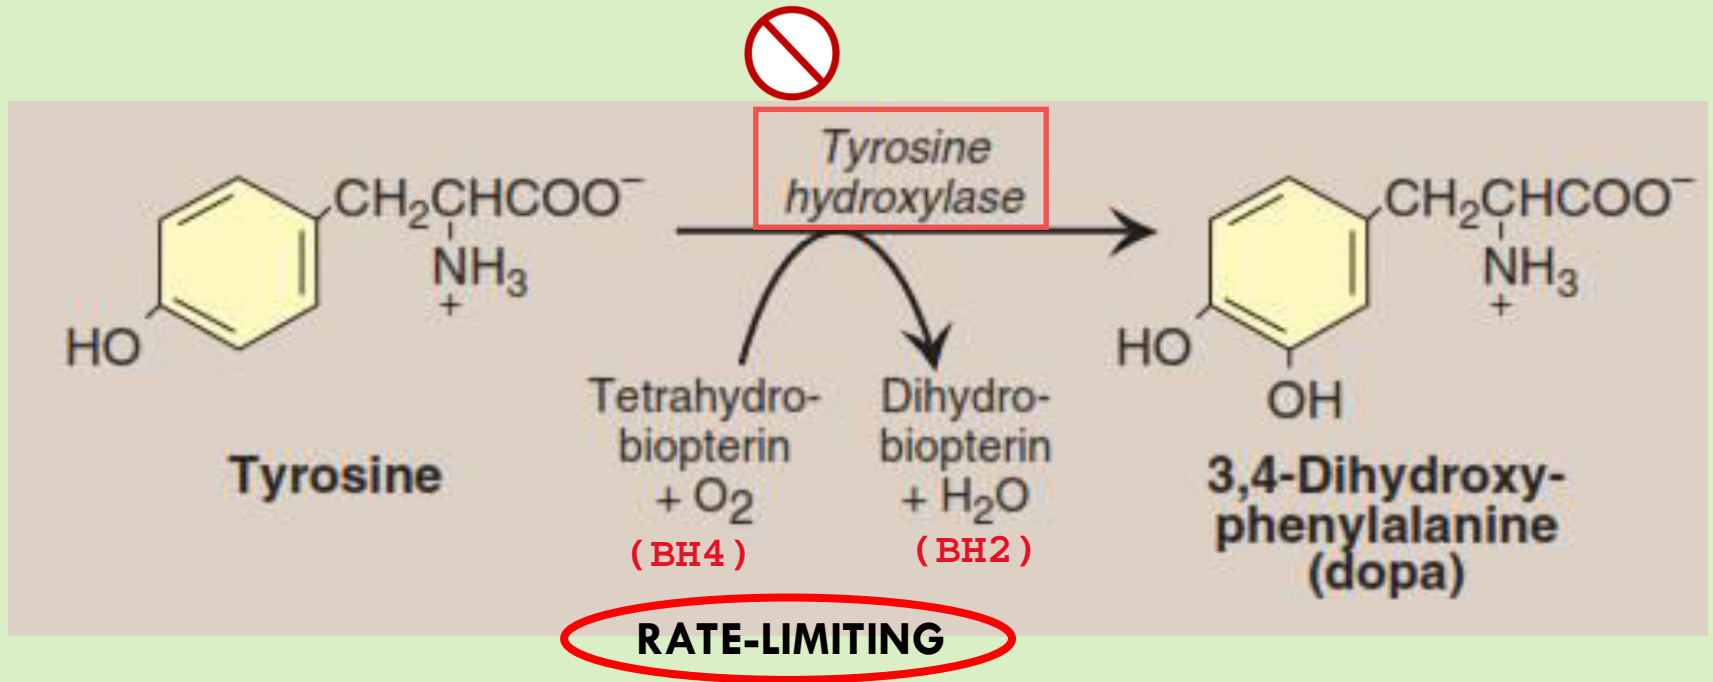 Tyrosine
hydroxylase
CH₂CHCOO⁻
NH₃
+
HO
CH₂CHCOO⁻
NH₃
+
HO
OH
Tetrahydro-
biopterin
+ O₂
(BH4)
Dihydro-
biopterin
+ H₂O
(BH2)
Tyrosine
3,4-Dihydroxy-
phenylalanine
(dopa)
RATE-LIMITING